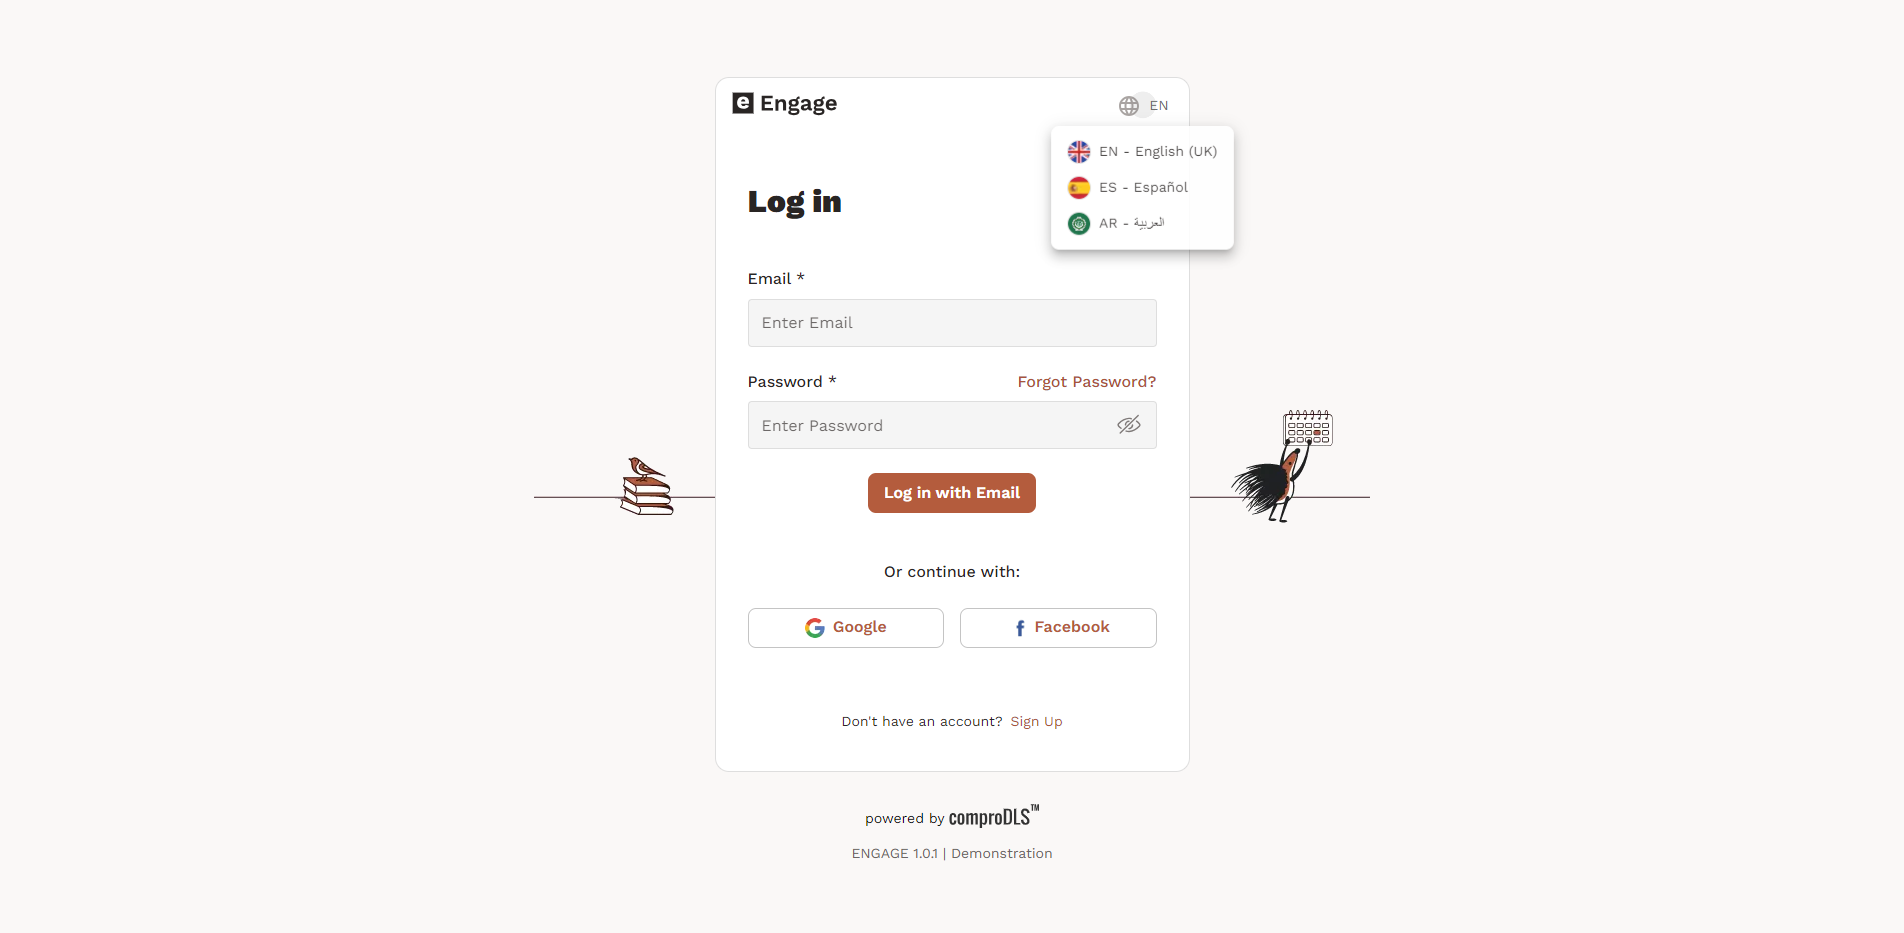 e Engage
EN
EN - English (UK)
ES - Español
AR - العربية
Log in
Email *
Enter Email
Password *
Forgot Password?
Enter Password
Log in with Email
Or continue with:
Google
Facebook
Don't have an account? Sign Up
powered by comproDLS™
ENGAGE 1.0.1 | Demonstration